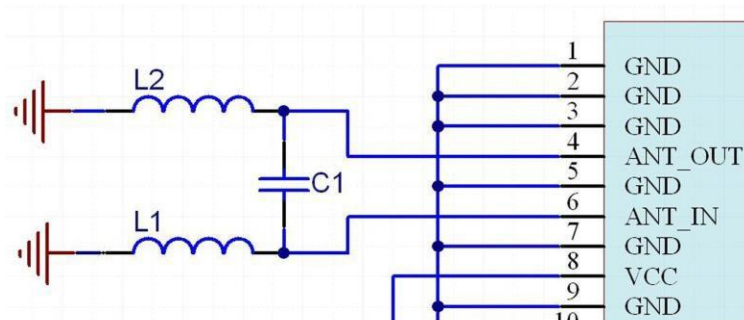 L2
C1
L1
1 GND
2 GND
3 GND
4 ANT_OUT
5 GND
6 ANT_IN
7 GND
8 VCC
9 GND
10